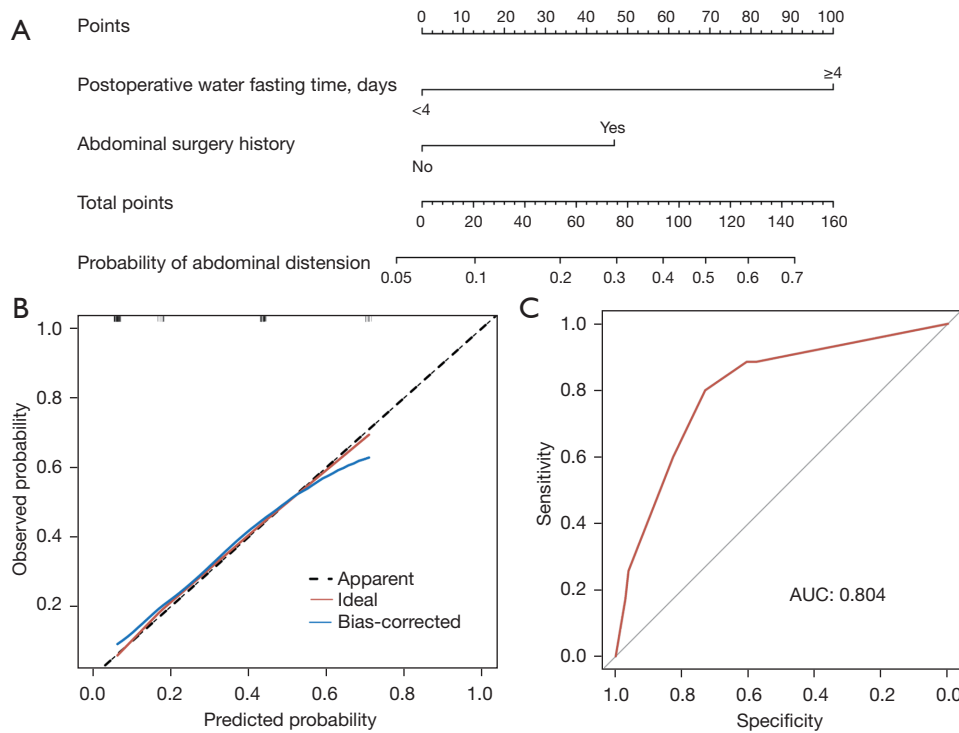 A
Points
0 10 20 30 40 50 60 70 80 90 100
Postoperative water fasting time, days
≥4
<4
Abdominal surgery history
Yes
No
Total points
0 20 40 60 80 100 120 140 160
Probability of abdominal distension
0.05 0.1 0.2 0.3 0.4 0.5 0.6 0.7
B
Observed probability
1.0
0.8
0.6
0.4
0.2
Apparent
Ideal
Bias-corrected
0.0 0.2 0.4 0.6 0.8 1.0
Predicted probability
C
Sensitivity
1.0
0.8
0.6
0.4
0.2
0.0
AUC: 0.804
1.0 0.8 0.6 0.4 0.2 0.0
Specificity